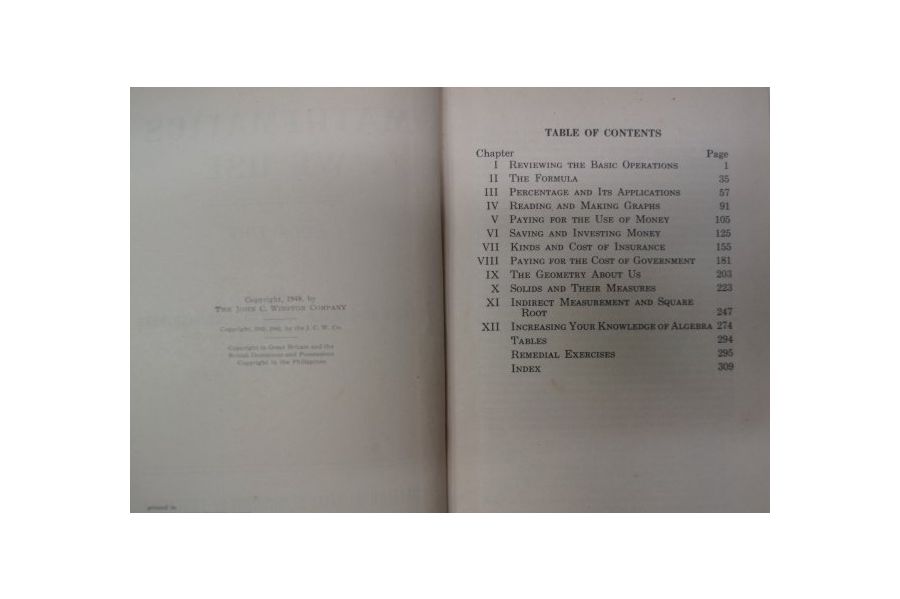 Copyright, 1948, by
THE JOHN C. WINSTON COMPANY
Copyright in Great Britain and the
British Dominions and Possessions
Copyright in the Philippines
TABLE OF CONTENTS
Chapter Page
I REVIEWING THE BASIC OPERATIONS 1
II THE FORMULA 35
III PERCENTAGE AND ITS APPLICATIONS 57
IV READING AND MAKING GRAPHS 91
V PAYING FOR THE USE OF MONEY 105
VI SAVING AND INVESTING MONEY 125
VII KINDS AND COST OF INSURANCE 155
VIII PAYING FOR THE COST OF GOVERNMENT 181
IX THE GEOMETRY ABOUT US 203
X SOLIDS AND THEIR MEASURES 223
XI INDIRECT MEASUREMENT AND SQUARE
ROOT 247
XII INCREASING YOUR KNOWLEDGE OF ALGEBRA 274
TABLES 294
REMEDIAL EXERCISES 295
INDEX 309